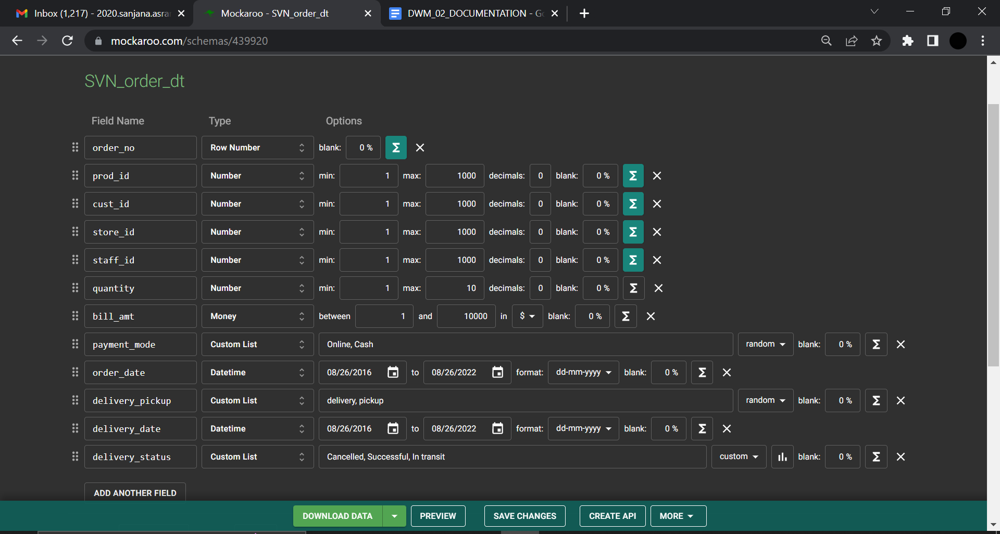 Inbox (1,217) - 2020.sanjana.asra
Mockaroo - SVN_order_dt
DWM_02_DOCUMENTATION - Go
mockaroo.com/schemas/439920
SVN_order_dt
Field Name Type Options
order_no Row Number blank: 0 % Σ
prod_id Number min: 1 max: 1000 decimals: 0 blank: 0 % Σ
cust_id Number min: 1 max: 1000 decimals: 0 blank: 0 % Σ
store_id Number min: 1 max: 1000 decimals: 0 blank: 0 % Σ
staff_id Number min: 1 max: 1000 decimals: 0 blank: 0 % Σ
quantity Number min: 1 max: 10 decimals: 0 blank: 0 % Σ
bill_amt Money between 1 and 10000 in $ blank: 0 % Σ
payment_mode Custom List Online, Cash random blank: 0 % Σ
order_date Datetime 08/26/2016 to 08/26/2022 format: dd-mm-yyyy blank: 0 % Σ
delivery_pickup Custom List delivery, pickup random blank: 0 % Σ
delivery_date Datetime 08/26/2016 to 08/26/2022 format: dd-mm-yyyy blank: 0 % Σ
delivery_status Custom List Cancelled, Successful, In transit custom blank: 0 % Σ
ADD ANOTHER FIELD
DOWNLOAD DATA PREVIEW SAVE CHANGES CREATE API MORE